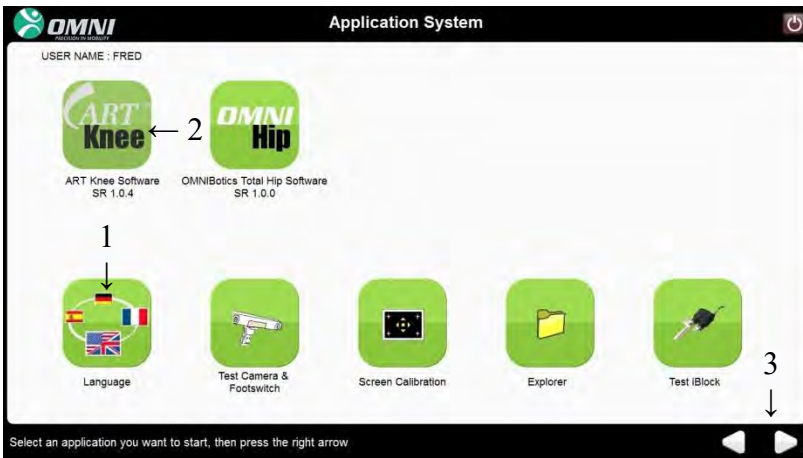 OMNI
PRECISION IN MOBILITY
Application System
USER NAME : FRED
ART™
Knee
← 2
OMNI
Hip
ART Knee Software
SR 1.0.4
OMNIBotics Total Hip Software
SR 1.0.0
1
↓
Language
Test Camera &
Footswitch
Screen Calibration
Explorer
Test iBlock
3
↓
Select an application you want to start, then press the right arrow